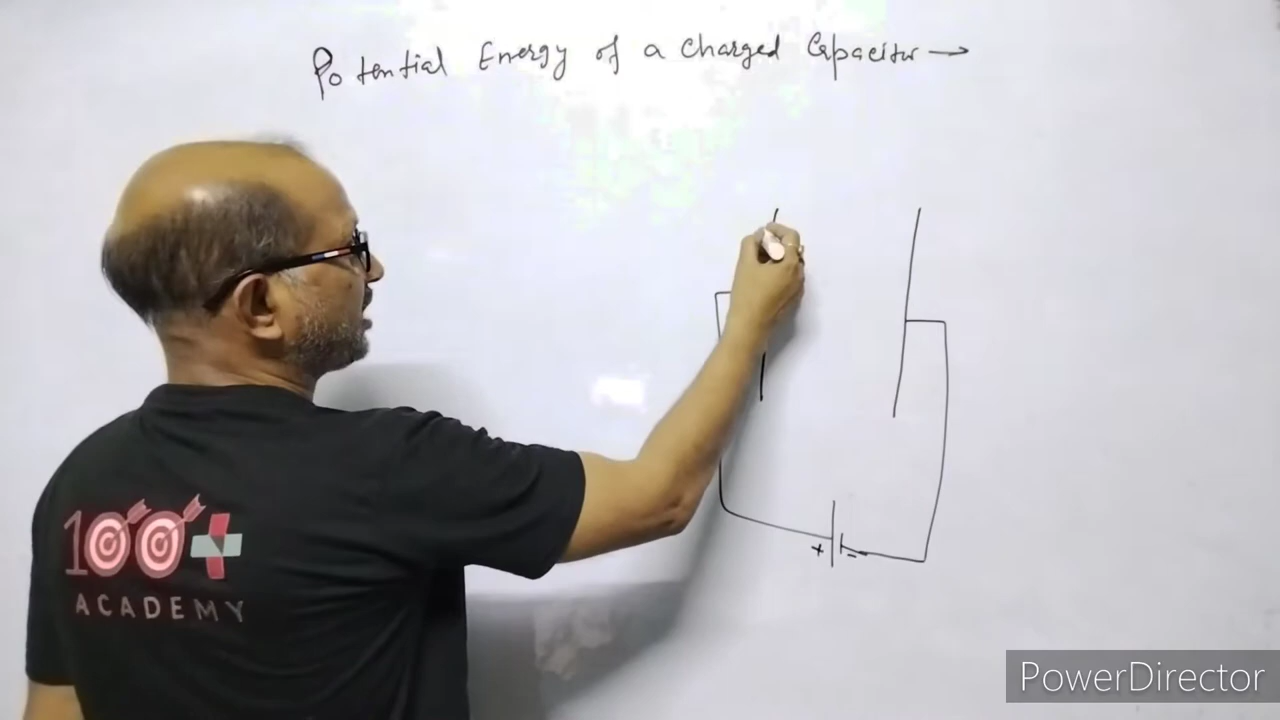 Potential Energy of a charged Capacitor →
+
-
100+
ACADEMY
PowerDirector